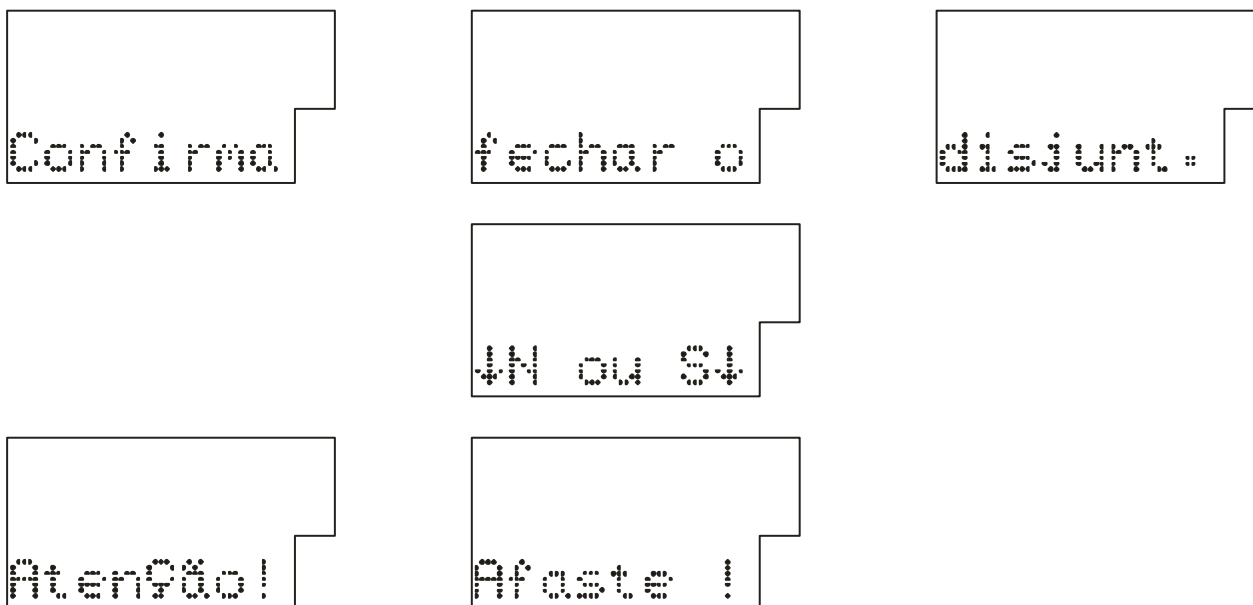 Confirma
fechar o
disjunt.
↓N ou S↓
Atenção!
Afaste !